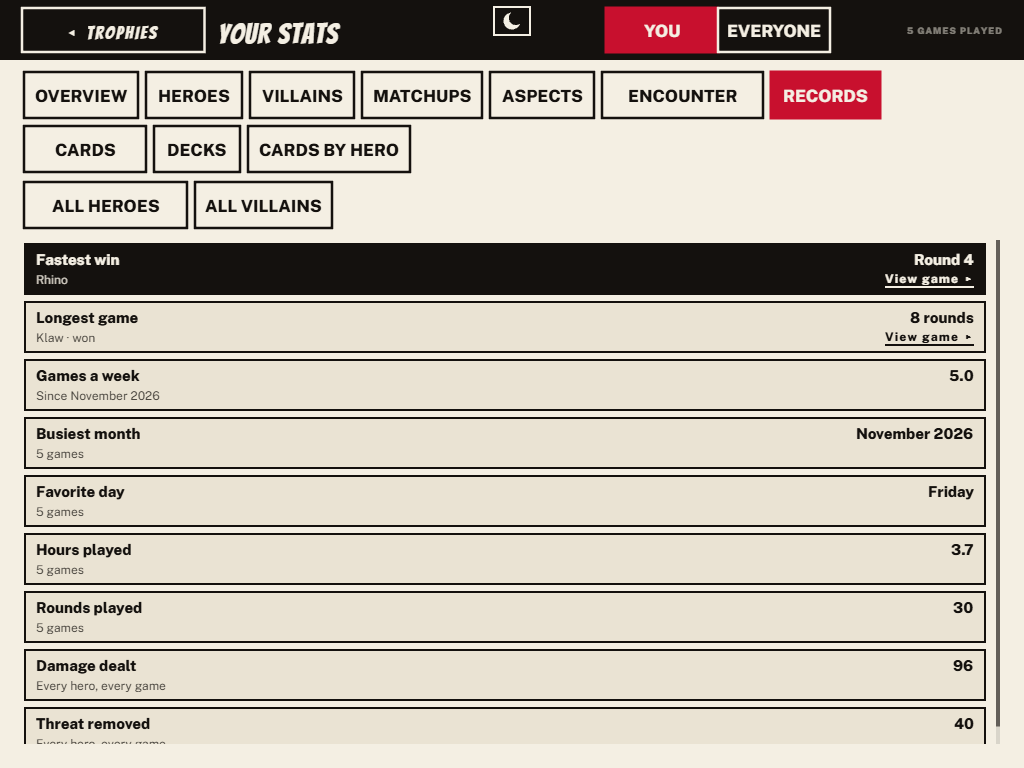 ◂ TROPHIES
YOUR STATS
YOU
EVERYONE
5 GAMES PLAYED
OVERVIEW
HEROES
VILLAINS
MATCHUPS
ASPECTS
ENCOUNTER
RECORDS
CARDS
DECKS
CARDS BY HERO
ALL HEROES
ALL VILLAINS
Fastest win
Round 4
Rhino
View game ▸
Longest game
8 rounds
Klaw · won
View game ▸
Games a week
5.0
Since November 2026
Busiest month
November 2026
5 games
Favorite day
Friday
5 games
Hours played
3.7
5 games
Rounds played
30
5 games
Damage dealt
96
Every hero, every game
Threat removed
40
Every hero, every game